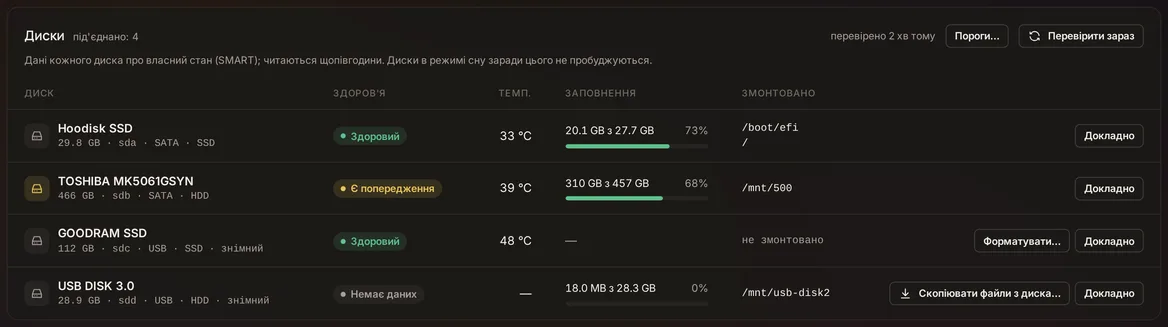 Диски під'єднано: 4 перевірено 2 хв тому Пороги... Перевірити зараз
Дані кожного диска про власний стан (SMART); читаються щопівгодини. Диски в режимі сну заради цього не пробуджуються.
ДИСК ЗДОРОВ'Я ТЕМП. ЗАПОВНЕННЯ ЗМОНТОВАНО
Hoodisk SSD
29.8 GB · sda · SATA · SSD
Здоровий
33 °C
20.1 GB з 27.7 GB 73%
/boot/efi
/
Докладно
TOSHIBA MK5061GSYN
466 GB · sdb · SATA · HDD
Є попередження
39 °C
310 GB з 457 GB 68%
/mnt/500
Докладно
GOODRAM SSD
112 GB · sdc · USB · SSD · знімний
Здоровий
48 °C
—
не змонтовано
Форматувати...
Докладно
USB DISK 3.0
28.9 GB · sdd · USB · HDD · знімний
Немає даних
—
18.0 MB з 28.3 GB 0%
/mnt/usb-disk2
Скопіювати файли з диска...
Докладно